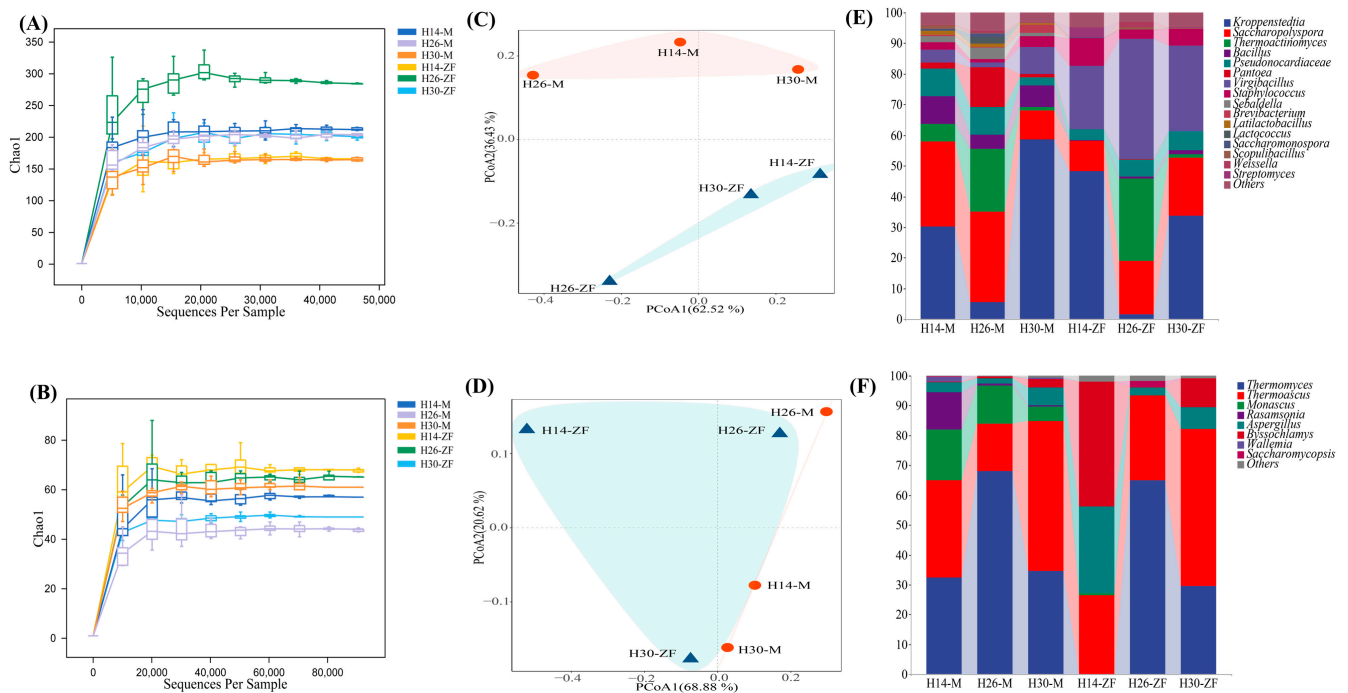 (A)
Chao1
350
300
250
200
150
100
50
0
0
10,000
20,000
30,000
40,000
50,000
Sequences Per Sample
H14-M
H26-M
H30-M
H14-ZF
H26-ZF
H30-ZF
(C)
PCoA2(36.43 %)
0.2
0.0
−0.2
−0.4
−0.2
0.0
0.2
PCoA1(62.52 %)
H14-M
H26-M
H30-M
H14-ZF
H30-ZF
H26-ZF
(E)
100
90
80
70
60
50
40
30
20
10
0
H14-M
H26-M
H30-M
H14-ZF
H26-ZF
H30-ZF
Kroppenstedtia
Saccharopolyspora
Thermoactinomyces
Bacillus
Pseudonocardiaceae
Pantoea
Virgibacillus
Staphylococcus
Sebaldella
Brevibacterium
Latilactobacillus
Lactococcus
Saccharomonospora
Scopulibacillus
Weissella
Streptomyces
Others
(B)
Chao1
80
60
40
20
0
0
20,000
40,000
60,000
80,000
Sequences Per Sample
H14-M
H26-M
H30-M
H14-ZF
H26-ZF
H30-ZF
(D)
PCoA2(20.62 %)
0.1
0.0
−0.1
−0.4
−0.2
0.0
0.2
PCoA1(68.88 %)
H26-M
H14-ZF
H26-ZF
H14-M
H30-ZF
H30-M
(F)
100
90
80
70
60
50
40
30
20
10
0
H14-M
H26-M
H30-M
H14-ZF
H26-ZF
H30-ZF
Thermomyces
Thermoascus
Monascus
Rasamsonia
Aspergillus
Byssochlamys
Wallemia
Saccharomycopsis
Others